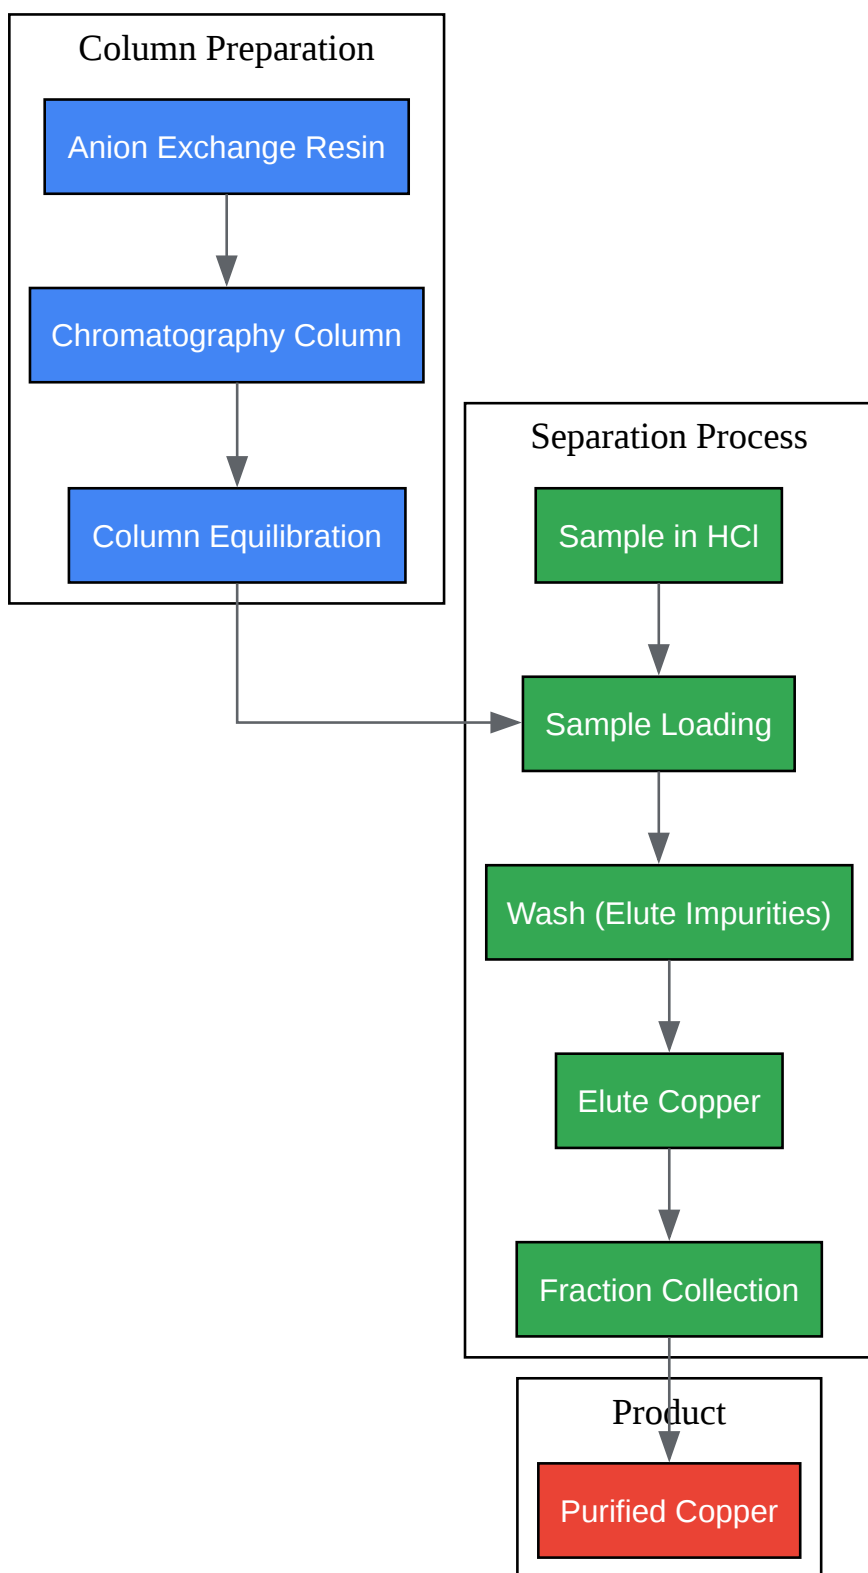 Column Preparation
Anion Exchange Resin
Chromatography Column
Column Equilibration
Separation Process
Sample in HCl
Sample Loading
Wash (Elute Impurities)
Elute Copper
Fraction Collection
Product
Purified Copper